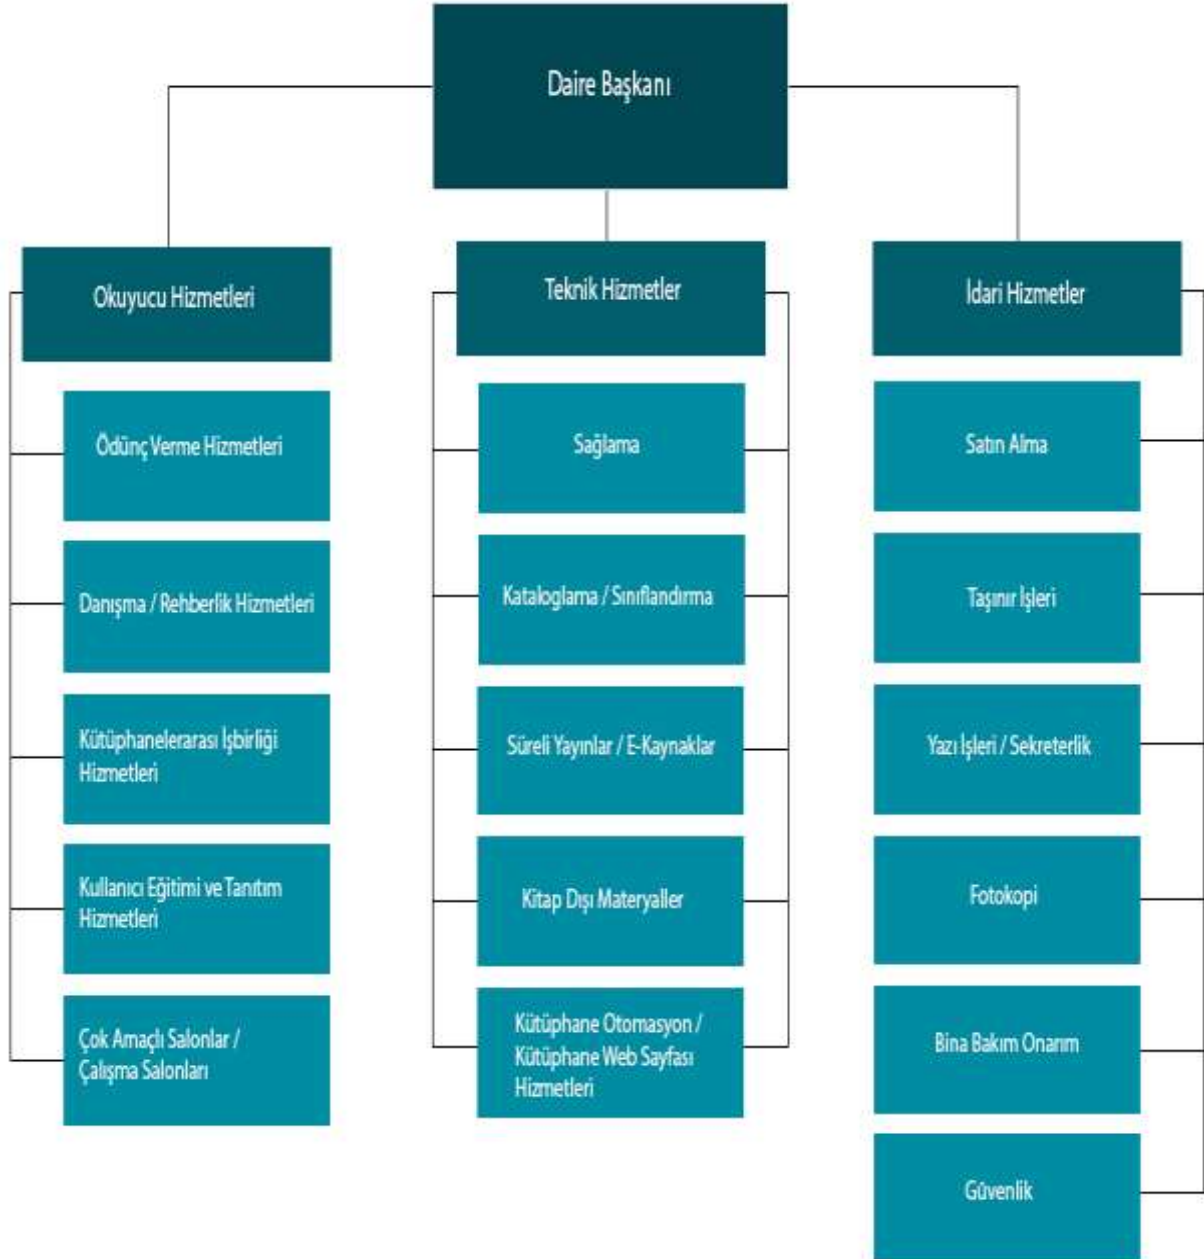 Daire Başkanı
Okuyucu Hizmetleri
Ödünç Verme Hizmetleri
Danışma / Rehberlik Hizmetleri
Kütüphanelerarası İşbirliği
Hizmetleri
Kullanıcı Eğitimi ve Tanıtım
Hizmetleri
Çok Amaçlı Salonlar /
Çalışma Salonları
Teknik Hizmetler
Sağlama
Kataloglama / Sınıflandırma
Süreli Yayınlar / E-Kaynaklar
Kitap Dışı Materyaller
Kütüphane Otomasyon /
Kütüphane Web Sayfası
Hizmetleri
İdari Hizmetler
Satın Alma
Taşınır İşleri
Yazı İşleri / Sekreterlik
Fotokopi
Bina Bakım Onarım
Güvenlik